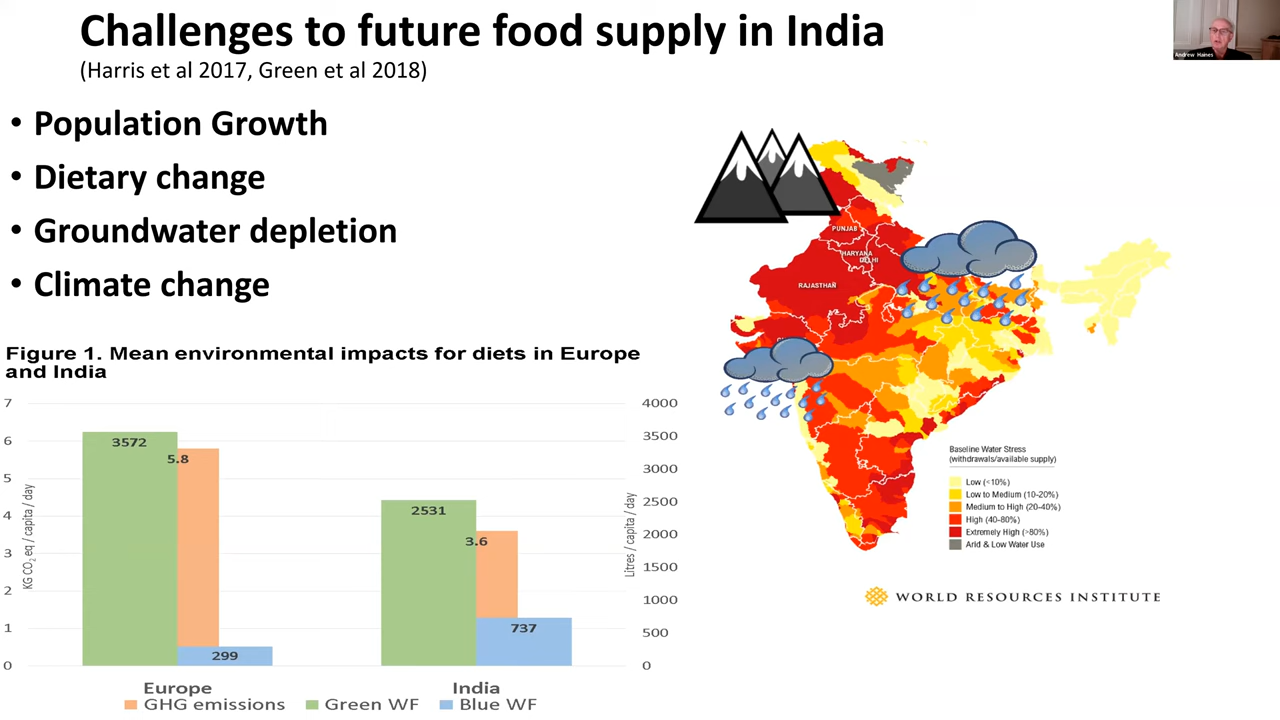 Challenges to future food supply in India
(Harris et al 2017, Green et al 2018)
Andrew Haines
• Population Growth
• Dietary change
• Groundwater depletion
• Climate change
PUNJAB
HARYANA
DELHI
RAJASTHAN
Figure 1. Mean environmental impacts for diets in Europe
and India
7
6
5
4
3
2
1
0
KG CO₂ eq / capita / day
3572
5.8
299
2531
3.6
737
4000
3500
3000
2500
2000
1500
1000
500
0
Litres / capita / day
Europe
India
GHG emissions
Green WF
Blue WF
Baseline Water Stress
(withdrawals/available supply)
Low (<10%)
Low to Medium (10-20%)
Medium to High (20-40%)
High (40-80%)
Extremely High (>80%)
Arid & Low Water Use
WORLD RESOURCES INSTITUTE